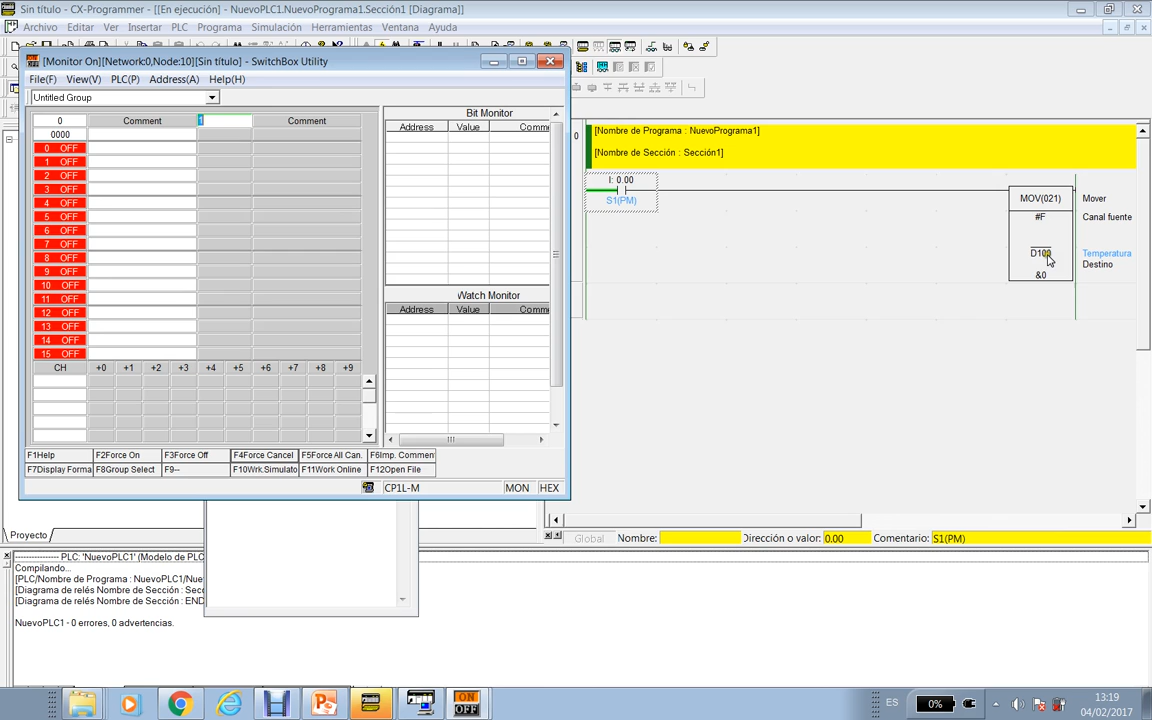 Sin título - CX-Programmer - [[En ejecución] - NuevoPLC1.NuevoPrograma1.Sección1 [Diagrama]]
Archivo Editar Ver Insertar PLC Programa Simulación Herramientas Ventana Ayuda
[Monitor On][Network:0,Node:10][Sin título] - SwitchBox Utility
File(F) View(V) PLC(P) Address(A) Help(H)
Untitled Group
0 Comment 1 Comment
0000
0 OFF
1 OFF
2 OFF
3 OFF
4 OFF
5 OFF
6 OFF
7 OFF
8 OFF
9 OFF
10 OFF
11 OFF
12 OFF
13 OFF
14 OFF
15 OFF
CH +0 +1 +2 +3 +4 +5 +6 +7 +8 +9
Bit Monitor
Address Value Comme
Watch Monitor
Address Value Comme
F1Help F2Force On F3Force Off F4Force Cancel F5Force All Can. F6Imp. Comment
F7Display Forma F8Group Select F9-- F10Wrk.Simulato F11Work Online F12Open File
CP1L-M MON HEX
0
[Nombre de Programa : NuevoPrograma1]
[Nombre de Sección : Sección1]
I: 0.00
S1(PM)
MOV(021) Mover
#F Canal fuente
D100 Temperatura
Destino
&0
Proyecto
Global Nombre: Dirección o valor: 0.00 Comentario: S1(PM)
---------------- PLC: 'NuevoPLC1' (Modelo de PLC
Compilando...
[PLC/Nombre de Programa : NuevoPLC1/Nue
[Diagrama de relés Nombre de Sección : Secc
[Diagrama de relés Nombre de Sección : END
NuevoPLC1 - 0 errores, 0 advertencias.
ON
OFF
ES
0%
13:19
04/02/2017